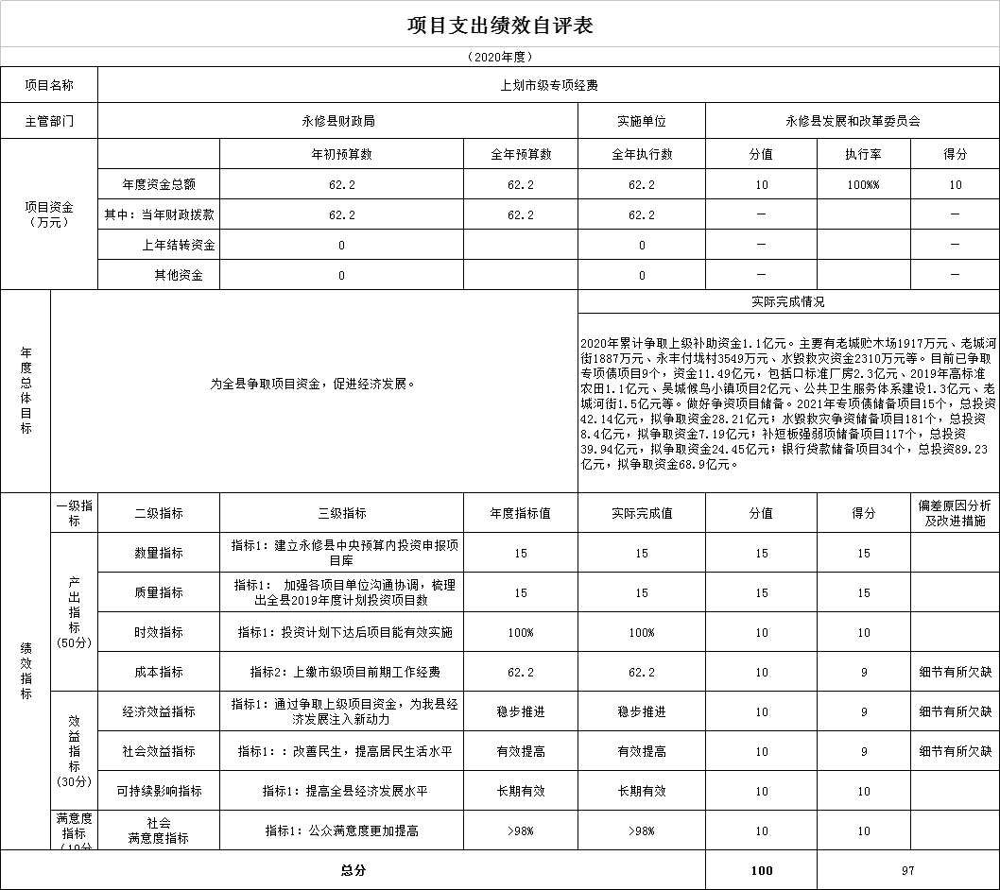 项目支出绩效自评表
（2020年度）
项目名称 上划市级专项经费
主管部门 永修县财政局 实施单位 永修县发展和改革委员会
项目资金
（万元）
年初预算数 全年预算数 全年执行数 分值 执行率 得分
年度资金总额 62.2 62.2 62.2 10 100%% 10
其中：当年财政拨款 62.2 62.2 62.2 — —
上年结转资金 0 0 — —
其他资金 0 0 — —
年度总体目标
为全县争取项目资金，促进经济发展。
实际完成情况
2020年累计争取上级补助资金1.1亿元。主要有老城贮木场1917万元、老城河
街1887万元、永丰付垅村3549万元、水毁救灾资金2310万元等。目前已争取
专项债项目9个，资金11.49亿元，包括口标准厂房2.3亿元、2019年高标准
农田1.1亿元、吴城候鸟小镇项目2亿元、公共卫生服务体系建设1.3亿元、老
城河街1.5亿元等。做好争资项目储备。2021年专项债储备项目15个，总投资
42.14亿元，拟争取资金28.21亿元；水毁救灾争资储备项目181个，总投资
8.4亿元，拟争取资金7.19亿元；补短板强弱项储备项目117个，总投资
39.94亿元，拟争取资金24.45亿元；银行贷款储备项目34个，总投资89.23
亿元，拟争取资金68.9亿元。
绩效指标
一级指
标
二级指标 三级指标 年度指标值 实际完成值 分值 得分
偏差原因分析
及改进措施
产
出
指
标
(50分)
数量指标
指标1：建立永修县中央预算内投资申报项
目库
15 15 15 15
质量指标
指标1： 加强各项目单位沟通协调，梳理
出全县2019年度计划投资项目数
15 15 15 15
时效指标 指标1：投资计划下达后项目能有效实施 100% 100% 10 10
成本指标 指标2：上缴市级项目前期工作经费 62.2 62.2 10 9 细节有所欠缺
效
益
指
标
(30分)
经济效益指标
指标1：通过争取上级项目资金，为我县经
济发展注入新动力
稳步推进 稳步推进 10 9 细节有所欠缺
社会效益指标 指标1：：改善民生，提高居民生活水平 有效提高 有效提高 10 9 细节有所欠缺
可持续影响指标 指标1：提高全县经济发展水平 长期有效 长期有效 10 10
满意度
指标
（10分
社会
满意度指标
指标1：公众满意度更加提高 >98% >98% 10 10
总分 100 97